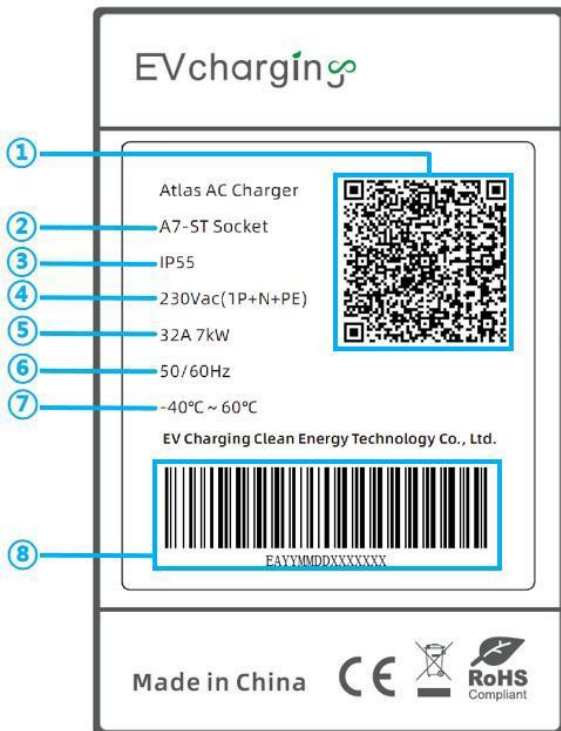 EVcharging
①
Atlas AC Charger
② A7-ST Socket
③ IP55
④ 230Vac(1P+N+PE)
⑤ 32A 7kW
⑥ 50/60Hz
⑦ -40℃ ~ 60℃
EV Charging Clean Energy Technology Co., Ltd.
⑧
EAYYMMDDXXXXXXX
Made in China CE RoHS
Compliant